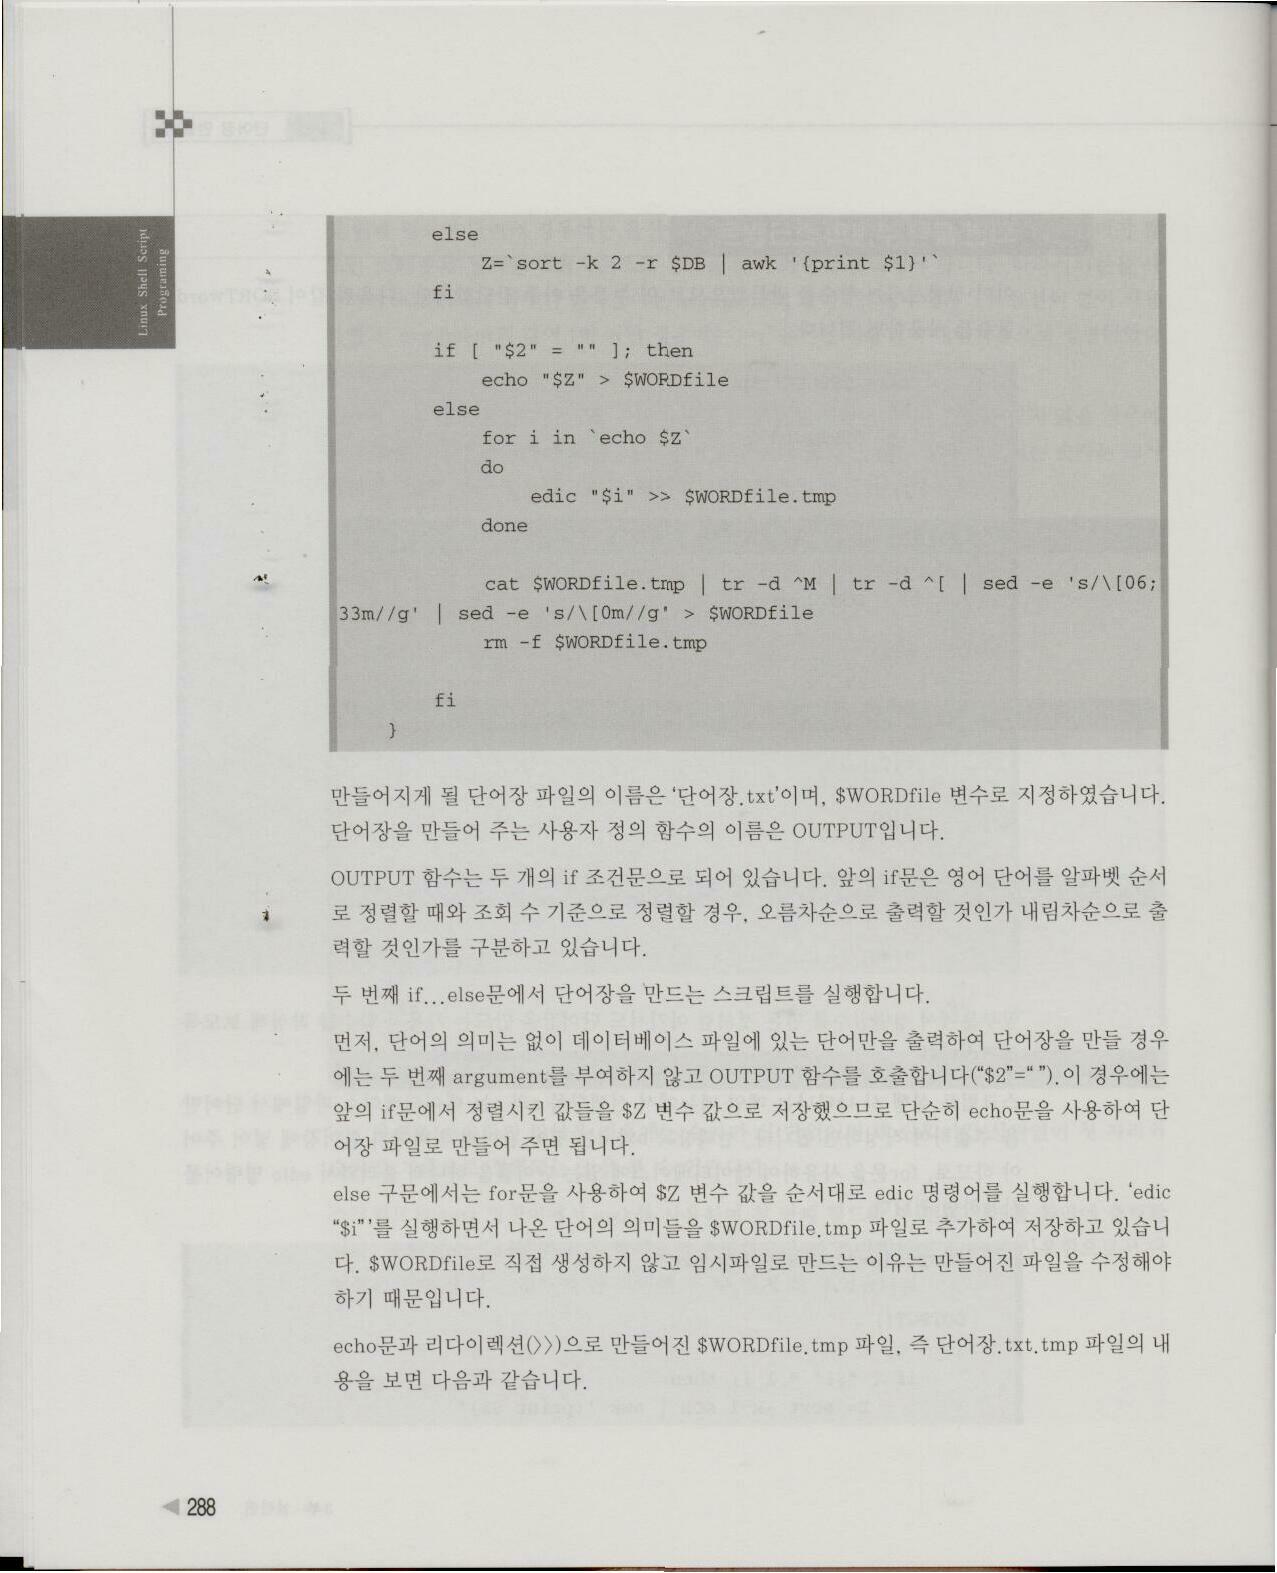 Linux Shell Script
Programing
else
Z=`sort -k 2 -r $DB | awk '{print $1}'`
fi
if [ "$2" = "" ]; then
echo "$Z" > $WORDfile
else
for i in `echo $Z`
do
edic "$i" >> $WORDfile.tmp
done
cat $WORDfile.tmp | tr -d ^M | tr -d ^[ | sed -e 's/\[06;
33m//g' | sed -e 's/\[0m//g' > $WORDfile
rm -f $WORDfile.tmp
fi
}
만들어지게 될 단어장 파일의 이름은 ‘단어장.txt’이며, $WORDfile 변수로 지정하였습니다.
단어장을 만들어 주는 사용자 정의 함수의 이름은 OUTPUT입니다.
OUTPUT 함수는 두 개의 if 조건문으로 되어 있습니다. 앞의 if문은 영어 단어를 알파벳 순서
로 정렬할 때와 조회 수 기준으로 정렬할 경우, 오름차순으로 출력할 것인가 내림차순으로 출
력할 것인가를 구분하고 있습니다.
두 번째 if...else문에서 단어장을 만드는 스크립트를 실행합니다.
먼저, 단어의 의미는 없이 데이터베이스 파일에 있는 단어만을 출력하여 단어장을 만들 경우
에는 두 번째 argument를 부여하지 않고 OUTPUT 함수를 호출합니다(“$2”=“ ”). 이 경우에는
앞의 if문에서 정렬시킨 값들을 $Z 변수 값으로 저장했으므로 단순히 echo문을 사용하여 단
어장 파일로 만들어 주면 됩니다.
else 구문에서는 for문을 사용하여 $Z 변수 값을 순서대로 edic 명령어를 실행합니다. ‘edic
“$i”’를 실행하면서 나온 단어의 의미들을 $WORDfile.tmp 파일로 추가하여 저장하고 있습니
다. $WORDfile로 직접 생성하지 않고 임시파일로 만드는 이유는 만들어진 파일을 수정해야
하기 때문입니다.
echo문과 리다이렉션(〉〉)으로 만들어진 $WORDfile.tmp 파일, 즉 단어장.txt.tmp 파일의 내
용을 보면 다음과 같습니다.
◀ 288